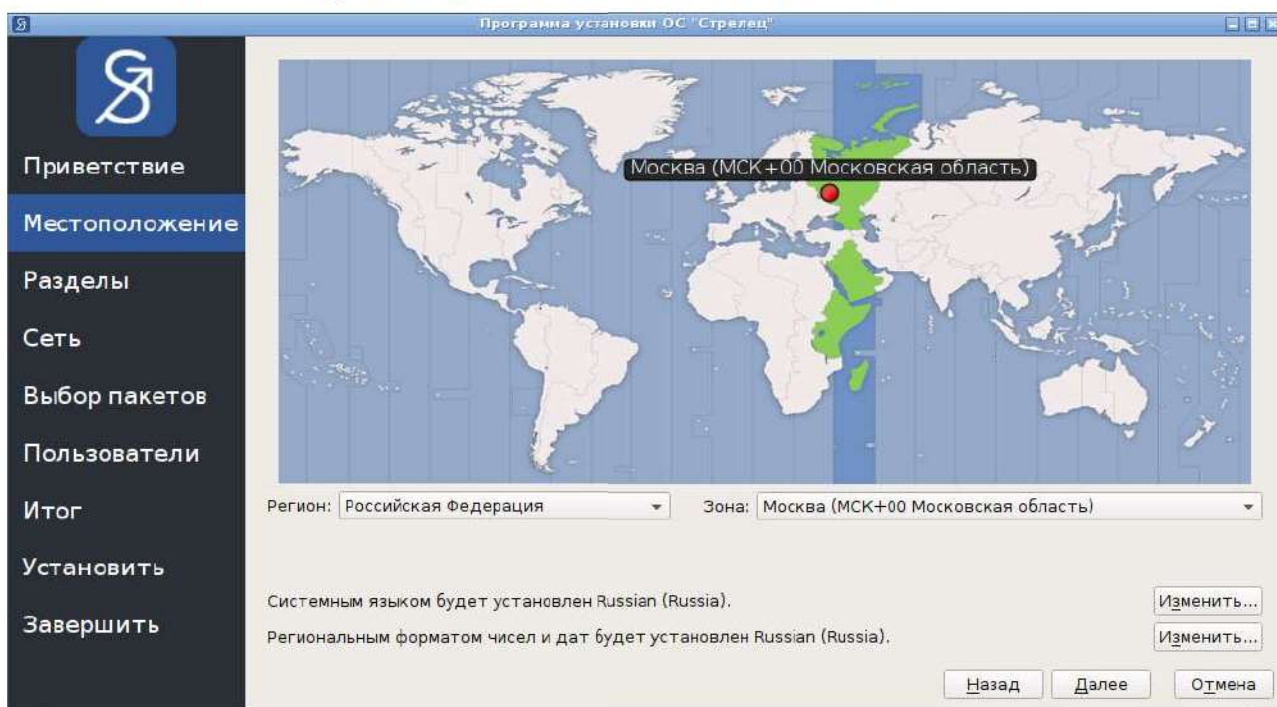 Программа установки ОС "Стрелец"
Приветствие
Местоположение
Разделы
Сеть
Выбор пакетов
Пользователи
Итог
Установить
Завершить
Москва (МСК+00 Московская область)
Регион: Российская Федерация Зона: Москва (МСК+00 Московская область)
Системным языком будет установлен Russian (Russia). Изменить...
Региональным форматом чисел и дат будет установлен Russian (Russia). Изменить...
Назад Далее Отмена